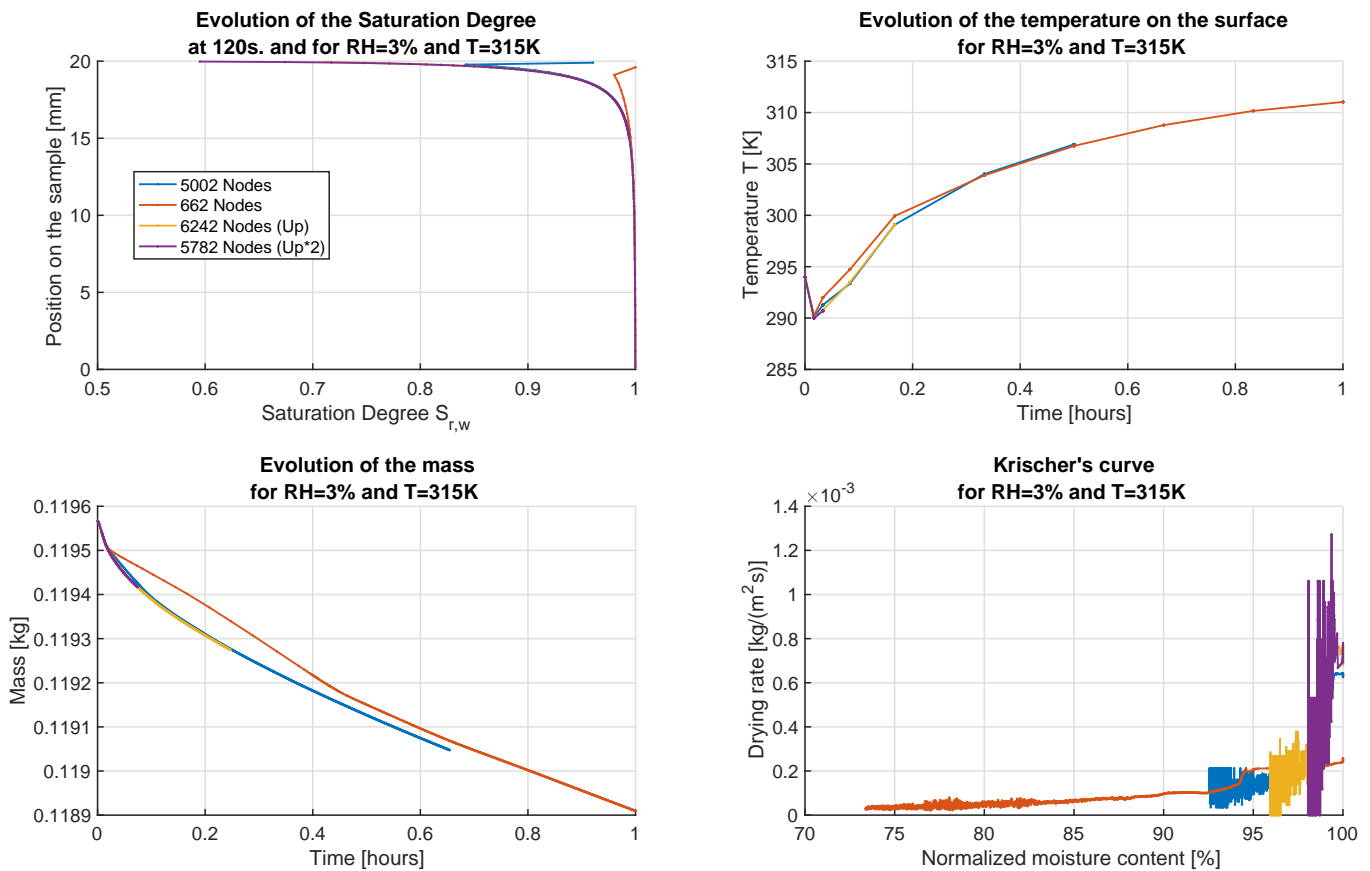 Evolution of the Saturation Degree
at 120s. and for RH=3% and T=315K
20
15
10
5
0
Position on the sample [mm]
5002 Nodes
662 Nodes
6242 Nodes (Up)
5782 Nodes (Up*2)
0.5 0.6 0.7 0.8 0.9 1
Saturation Degree S_{r,w}
Evolution of the temperature on the surface
for RH=3% and T=315K
315
310
305
300
295
290
285
Temperature T [K]
0 0.2 0.4 0.6 0.8 1
Time [hours]
Evolution of the mass
for RH=3% and T=315K
0.1196
0.1195
0.1194
0.1193
0.1192
0.1191
0.119
0.1189
Mass [kg]
0 0.2 0.4 0.6 0.8 1
Time [hours]
Krischer's curve
for RH=3% and T=315K
×10^{-3}
1.4
1.2
1
0.8
0.6
0.4
0.2
0
Drying rate [kg/(m² s)]
70 75 80 85 90 95 100
Normalized moisture content [%]